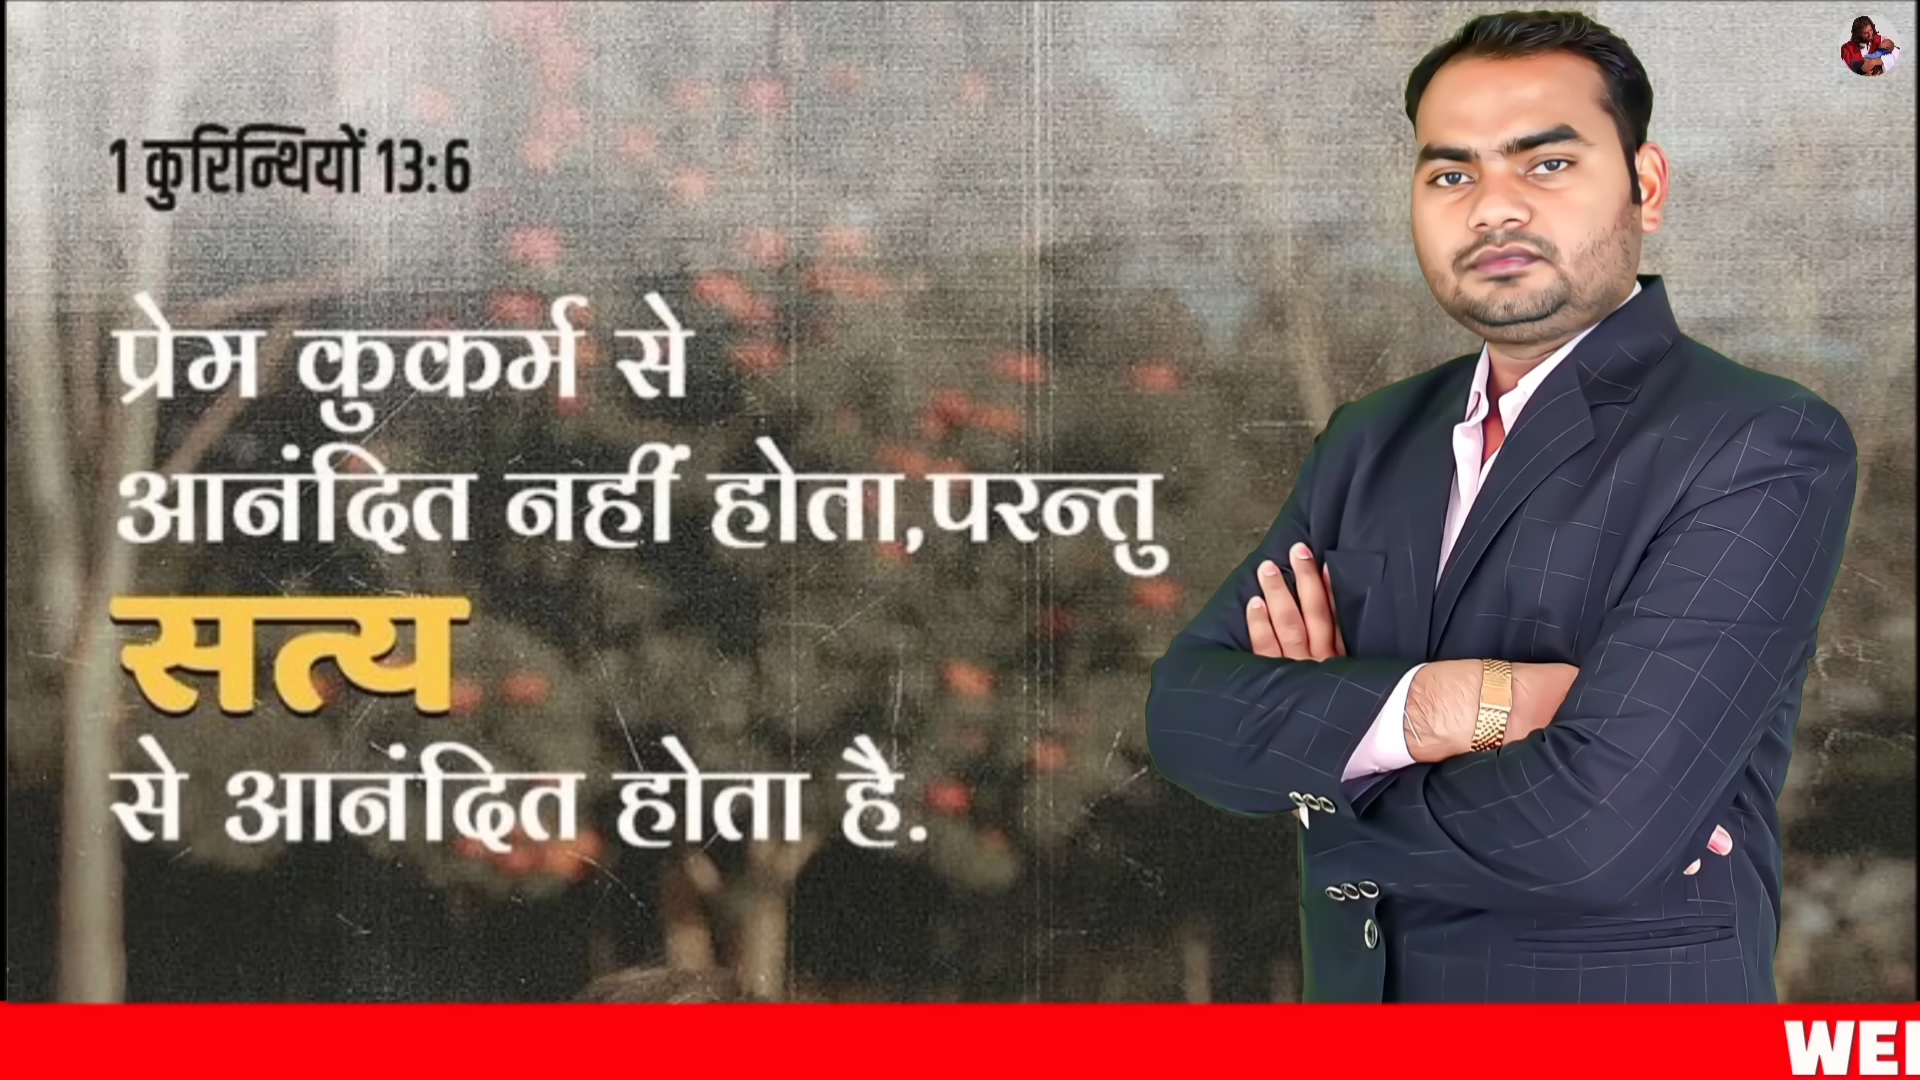 1 कुरिन्थियों 13:6
प्रेम कुकर्म से
आनंदित नहीं होता,परन्तु
सत्य
से आनंदित होता है.